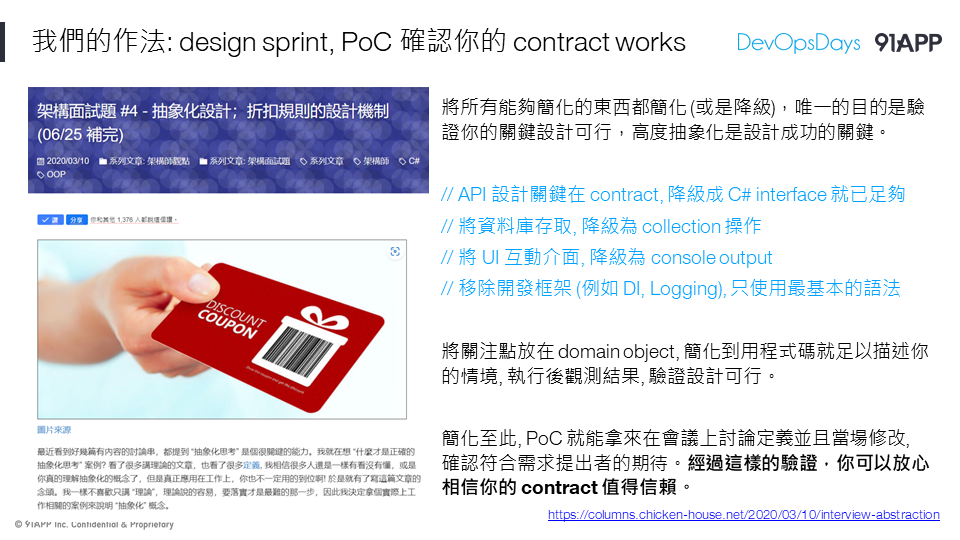 我們的作法: design sprint, PoC 確認你的 contract works
DevOpsDays 91APP
架構面試題 #4 - 抽象化設計；折扣規則的設計機制
(06/25 補完)
2020/03/10 系列文章: 架構師觀點 系列文章: 架構面試題 系列文章 架構師 C#
OOP
讚 分享 你和其他 1,376 人都說這個讚。
DISCOUNT
COUPON
圖片來源
最近看到好幾篇有內容的討論串，都提到 “抽象化思考” 是個很關鍵的能力。我就在想 “什麼才是正確的
抽象化思考” 案例? 看了很多講理論的文章，也看了很多定義, 我相信很多人還是一樣看沒有懂，或是
你真的理解抽象化的概念了，但是真正應用在工作上，你也不一定用的到位啊! 於是就有了寫這篇文章的
念頭。我一樣不喜歡只講 “理論”，理論說的容易，要落實才是最難的那一步，因此我決定拿個實際上工
作相關的案例來說明 “抽象化” 概念。
將所有能夠簡化的東西都簡化 (或是降級)，唯一的目的是驗
證你的關鍵設計可行，高度抽象化是設計成功的關鍵。
// API 設計關鍵在 contract, 降級成 C# interface 就已足夠
// 將資料庫存取, 降級為 collection 操作
// 將 UI 互動介面, 降級為 console output
// 移除開發框架 (例如 DI, Logging), 只使用最基本的語法
將關注點放在 domain object, 簡化到用程式碼就足以描述你
的情境, 執行後觀測結果, 驗證設計可行。
簡化至此, PoC 就能拿來在會議上討論定義並且當場修改,
確認符合需求提出者的期待。經過這樣的驗證，你可以放心
相信你的 contract 值得信賴。
https://columns.chicken-house.net/2020/03/10/interview-abstraction
© 91APP Inc. Confidential & Proprietary